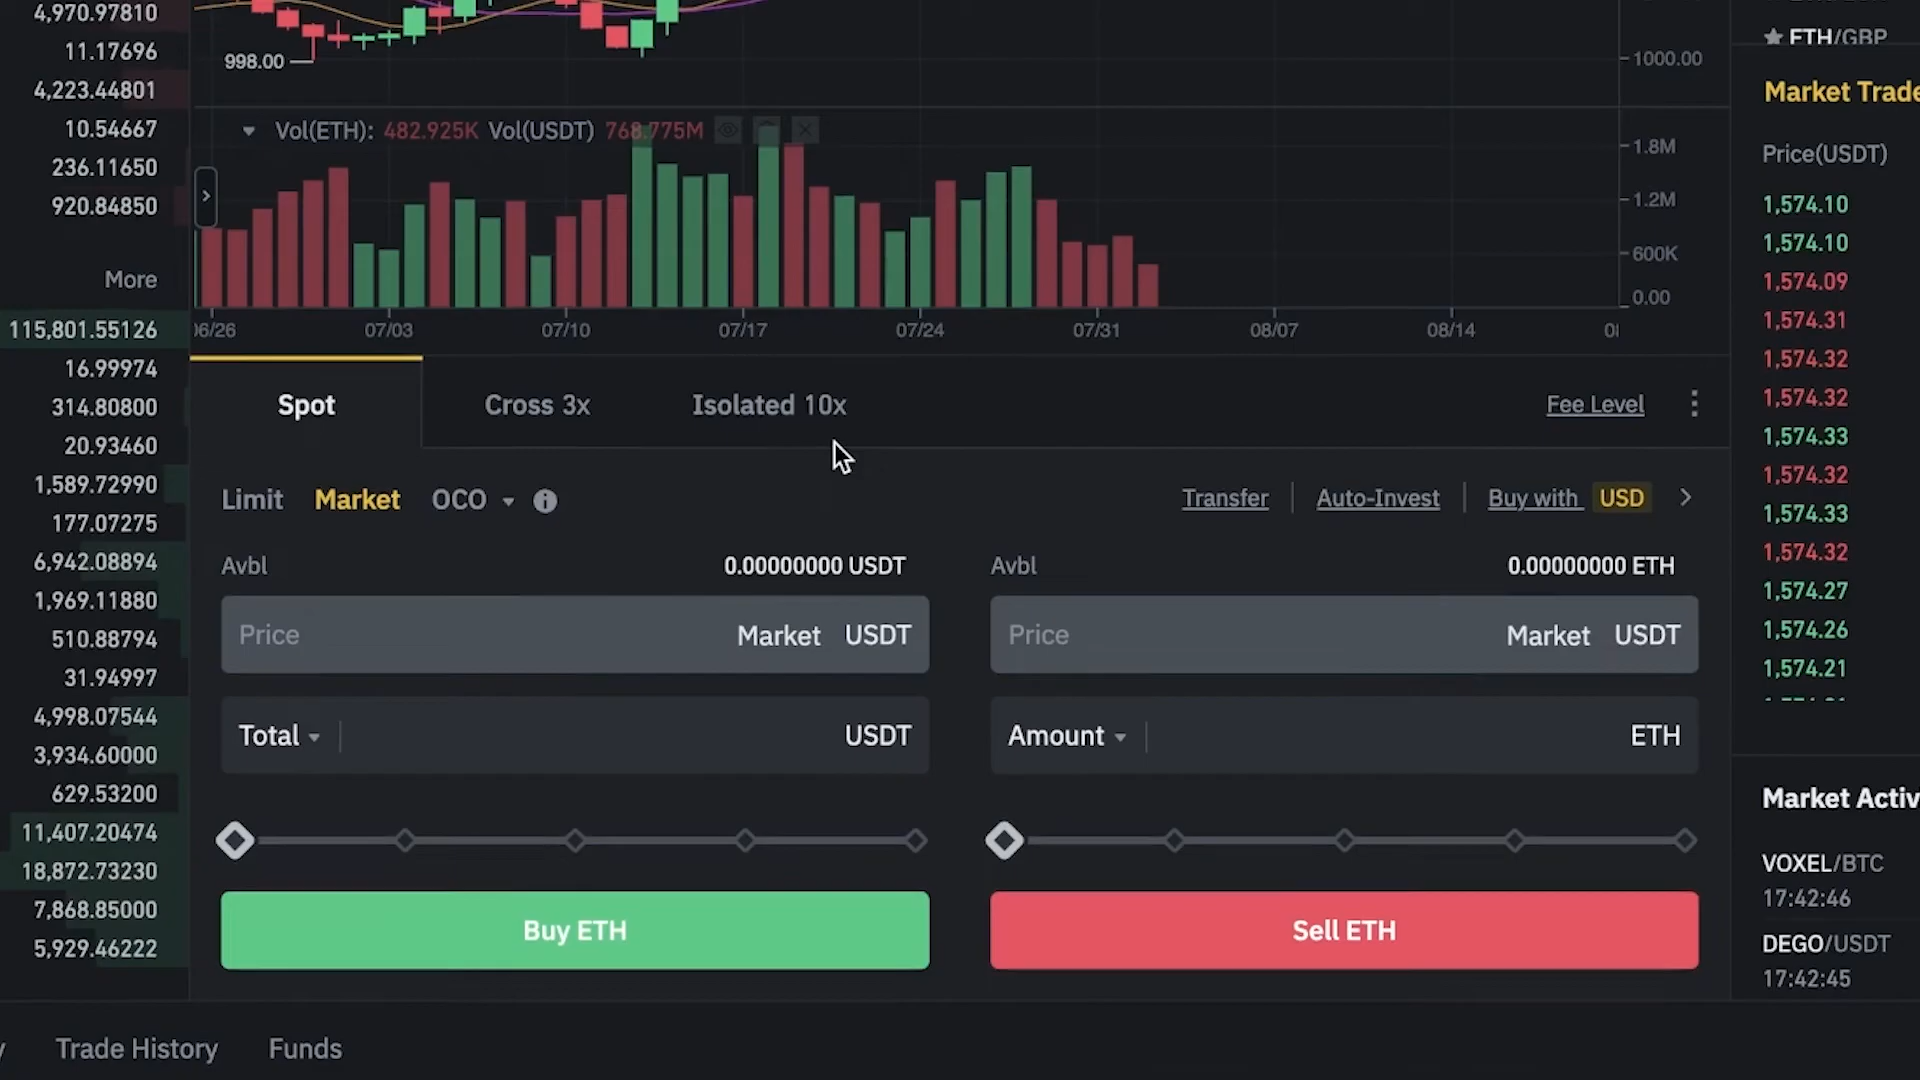 4,970.97810
11.17696
4,223.44801
10.54667
236.11650
920.84850
More
115,801.55126
16.99974
314.80800
20.93460
1,589.72990
177.07275
6,942.08894
1,969.11880
510.88794
31.94997
4,998.07544
3,934.60000
629.53200
11,407.20474
18,872.73230
7,868.85000
5,929.46222
998.00
1000.00
Vol(ETH): 482.925K Vol(USDT) 768.775M
1.8M
1.2M
600K
0.00
06/26 07/03 07/10 07/17 07/24 07/31 08/07 08/14
Spot Cross 3x Isolated 10x Fee Level
Limit Market OCO Transfer Auto-Invest Buy with USD
Avbl 0.00000000 USDT
Price Market USDT
Total USDT
Buy ETH
Avbl 0.00000000 ETH
Price Market USDT
Amount ETH
Sell ETH
ETH/GBP
Market Trade
Price(USDT)
1,574.10
1,574.10
1,574.09
1,574.31
1,574.32
1,574.32
1,574.33
1,574.32
1,574.33
1,574.32
1,574.27
1,574.26
1,574.21
Market Activ
VOXEL/BTC
17:42:46
DEGO/USDT
17:42:45
y Trade History Funds